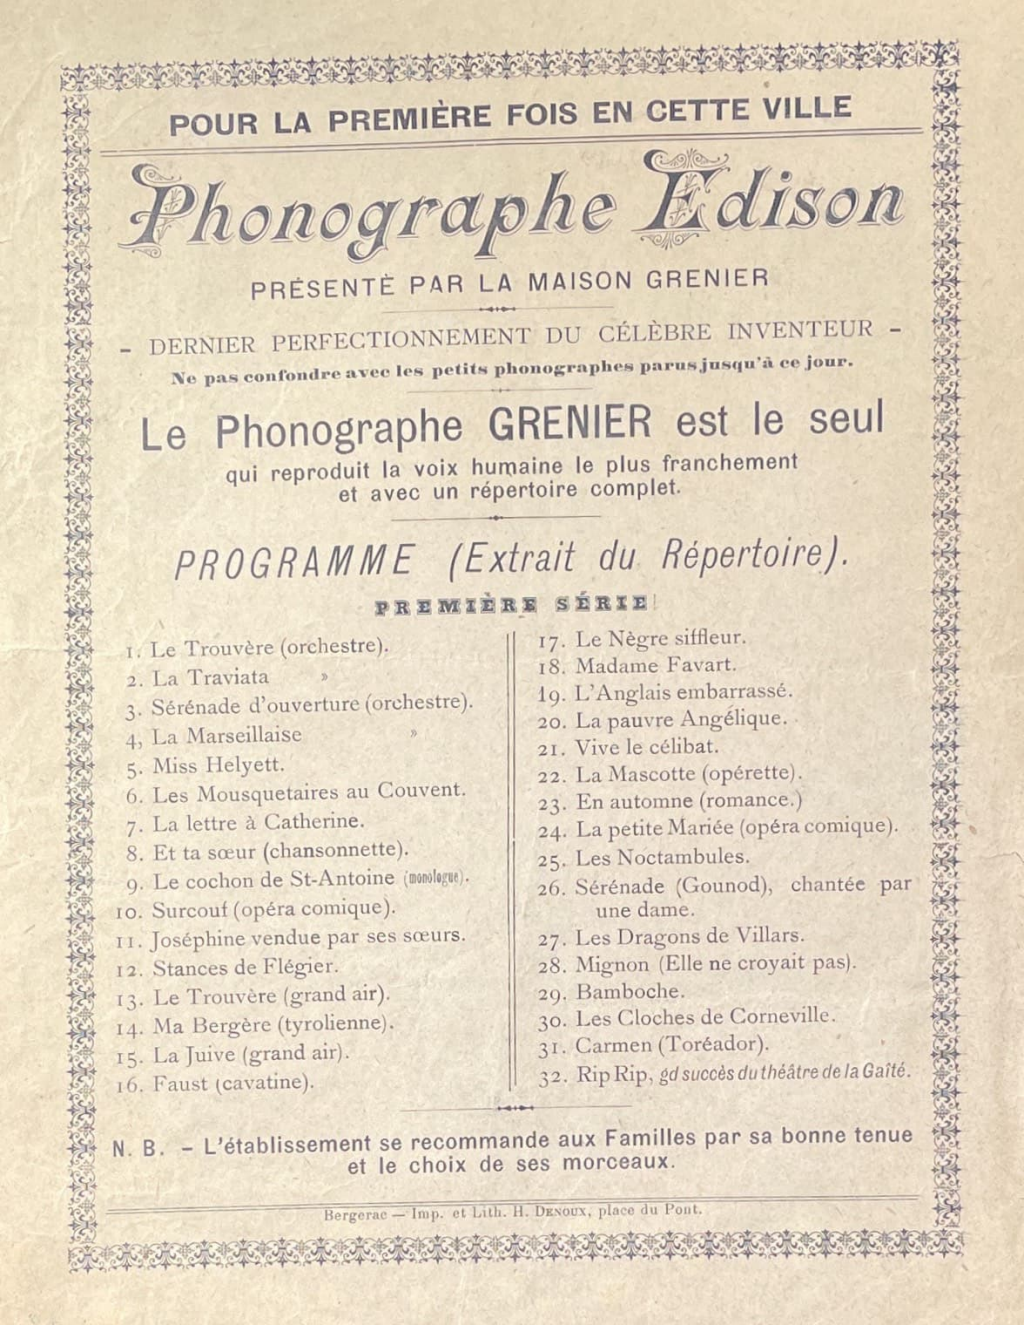 POUR LA PREMIÈRE FOIS EN CETTE VILLE
Phonographe Edison
PRÉSENTÉ PAR LA MAISON GRENIER
– DERNIER PERFECTIONNEMENT DU CÉLÈBRE INVENTEUR –
Ne pas confondre avec les petits phonographes parus jusqu'à ce jour.
Le Phonographe GRENIER est le seul
qui reproduit la voix humaine le plus franchement
et avec un répertoire complet.
PROGRAMME (Extrait du Répertoire).
PREMIÈRE SÉRIE
1. Le Trouvère (orchestre).
2. La Traviata »
3. Sérénade d'ouverture (orchestre).
4, La Marseillaise »
5. Miss Helyett.
6. Les Mousquetaires au Couvent.
7. La lettre à Catherine.
8. Et ta sœur (chansonnette).
9. Le cochon de St-Antoine (monologue).
10. Surcouf (opéra comique).
11. Joséphine vendue par ses sœurs.
12. Stances de Flégier.
13. Le Trouvère (grand air).
14. Ma Bergère (tyrolienne).
15. La Juive (grand air).
16. Faust (cavatine).
17. Le Nègre siffleur.
18. Madame Favart.
19. L'Anglais embarrassé.
20. La pauvre Angélique.
21. Vive le célibat.
22. La Mascotte (opérette).
23. En automne (romance.)
24. La petite Mariée (opéra comique).
25. Les Noctambules.
26. Sérénade (Gounod), chantée par
une dame.
27. Les Dragons de Villars.
28. Mignon (Elle ne croyait pas).
29. Bamboche.
30. Les Cloches de Corneville.
31. Carmen (Toréador).
32. Rip Rip, gd succès du théâtre de la Gaîté.
N. B. – L'établissement se recommande aux Familles par sa bonne tenue
et le choix de ses morceaux.
Bergerac — Imp. et Lith. H. DENOUX, place du Pont.